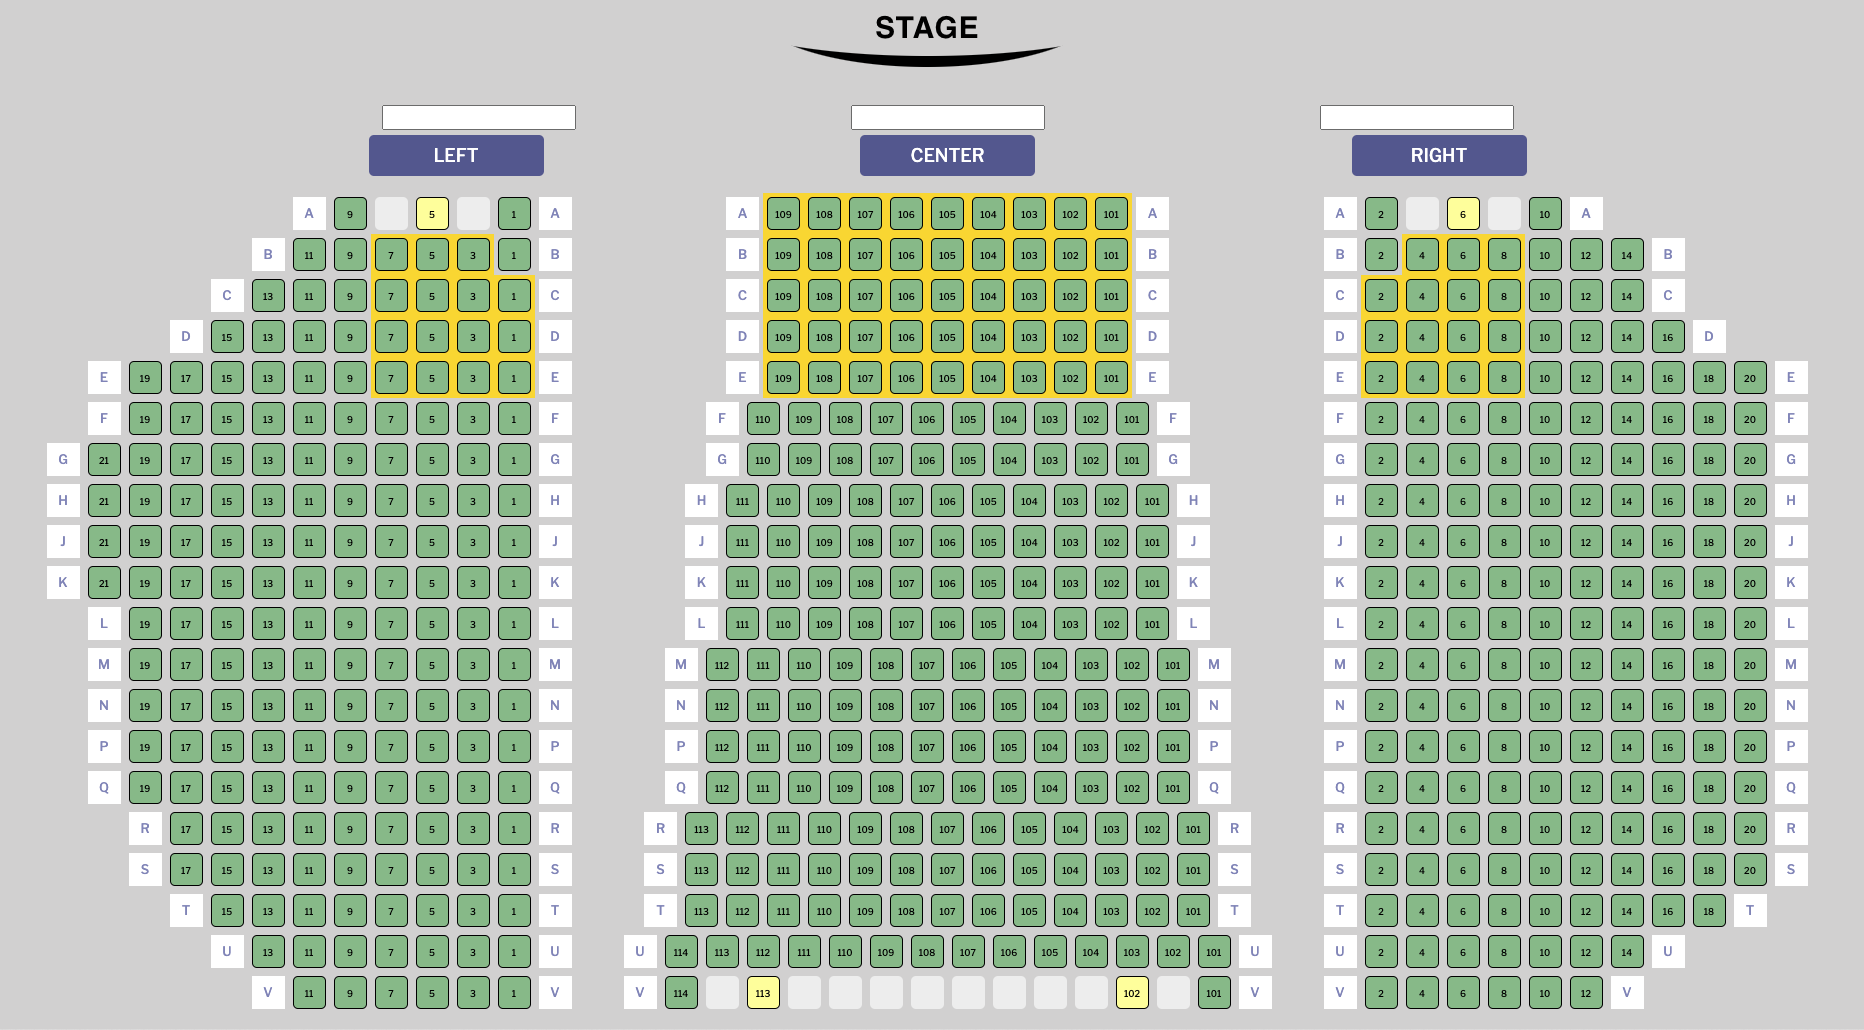 STAGE
LEFT CENTER RIGHT
A 9 5 1 A A 109 108 107 106 105 104 103 102 101 A A 2 6 10 A
B 11 9 7 5 3 1 B B 109 108 107 106 105 104 103 102 101 B B 2 4 6 8 10 12 14 B
C 13 11 9 7 5 3 1 C C 109 108 107 106 105 104 103 102 101 C C 2 4 6 8 10 12 14 C
D 15 13 11 9 7 5 3 1 D D 109 108 107 106 105 104 103 102 101 D D 2 4 6 8 10 12 14 16 D
E 19 17 15 13 11 9 7 5 3 1 E E 109 108 107 106 105 104 103 102 101 E E 2 4 6 8 10 12 14 16 18 20 E
F 19 17 15 13 11 9 7 5 3 1 F F 110 109 108 107 106 105 104 103 102 101 F F 2 4 6 8 10 12 14 16 18 20 F
G 21 19 17 15 13 11 9 7 5 3 1 G G 110 109 108 107 106 105 104 103 102 101 G G 2 4 6 8 10 12 14 16 18 20 G
H 21 19 17 15 13 11 9 7 5 3 1 H H 111 110 109 108 107 106 105 104 103 102 101 H H 2 4 6 8 10 12 14 16 18 20 H
J 21 19 17 15 13 11 9 7 5 3 1 J J 111 110 109 108 107 106 105 104 103 102 101 J J 2 4 6 8 10 12 14 16 18 20 J
K 21 19 17 15 13 11 9 7 5 3 1 K K 111 110 109 108 107 106 105 104 103 102 101 K K 2 4 6 8 10 12 14 16 18 20 K
L 19 17 15 13 11 9 7 5 3 1 L L 111 110 109 108 107 106 105 104 103 102 101 L L 2 4 6 8 10 12 14 16 18 20 L
M 19 17 15 13 11 9 7 5 3 1 M M 112 111 110 109 108 107 106 105 104 103 102 101 M M 2 4 6 8 10 12 14 16 18 20 M
N 19 17 15 13 11 9 7 5 3 1 N N 112 111 110 109 108 107 106 105 104 103 102 101 N N 2 4 6 8 10 12 14 16 18 20 N
P 19 17 15 13 11 9 7 5 3 1 P P 112 111 110 109 108 107 106 105 104 103 102 101 P P 2 4 6 8 10 12 14 16 18 20 P
Q 19 17 15 13 11 9 7 5 3 1 Q Q 112 111 110 109 108 107 106 105 104 103 102 101 Q Q 2 4 6 8 10 12 14 16 18 20 Q
R 17 15 13 11 9 7 5 3 1 R R 113 112 111 110 109 108 107 106 105 104 103 102 101 R R 2 4 6 8 10 12 14 16 18 20 R
S 17 15 13 11 9 7 5 3 1 S S 113 112 111 110 109 108 107 106 105 104 103 102 101 S S 2 4 6 8 10 12 14 16 18 20 S
T 15 13 11 9 7 5 3 1 T T 113 112 111 110 109 108 107 106 105 104 103 102 101 T T 2 4 6 8 10 12 14 16 18 T
U 13 11 9 7 5 3 1 U U 114 113 112 111 110 109 108 107 106 105 104 103 102 101 U U 2 4 6 8 10 12 14 U
V 11 9 7 5 3 1 V V 114 113 102 101 V V 2 4 6 8 10 12 V